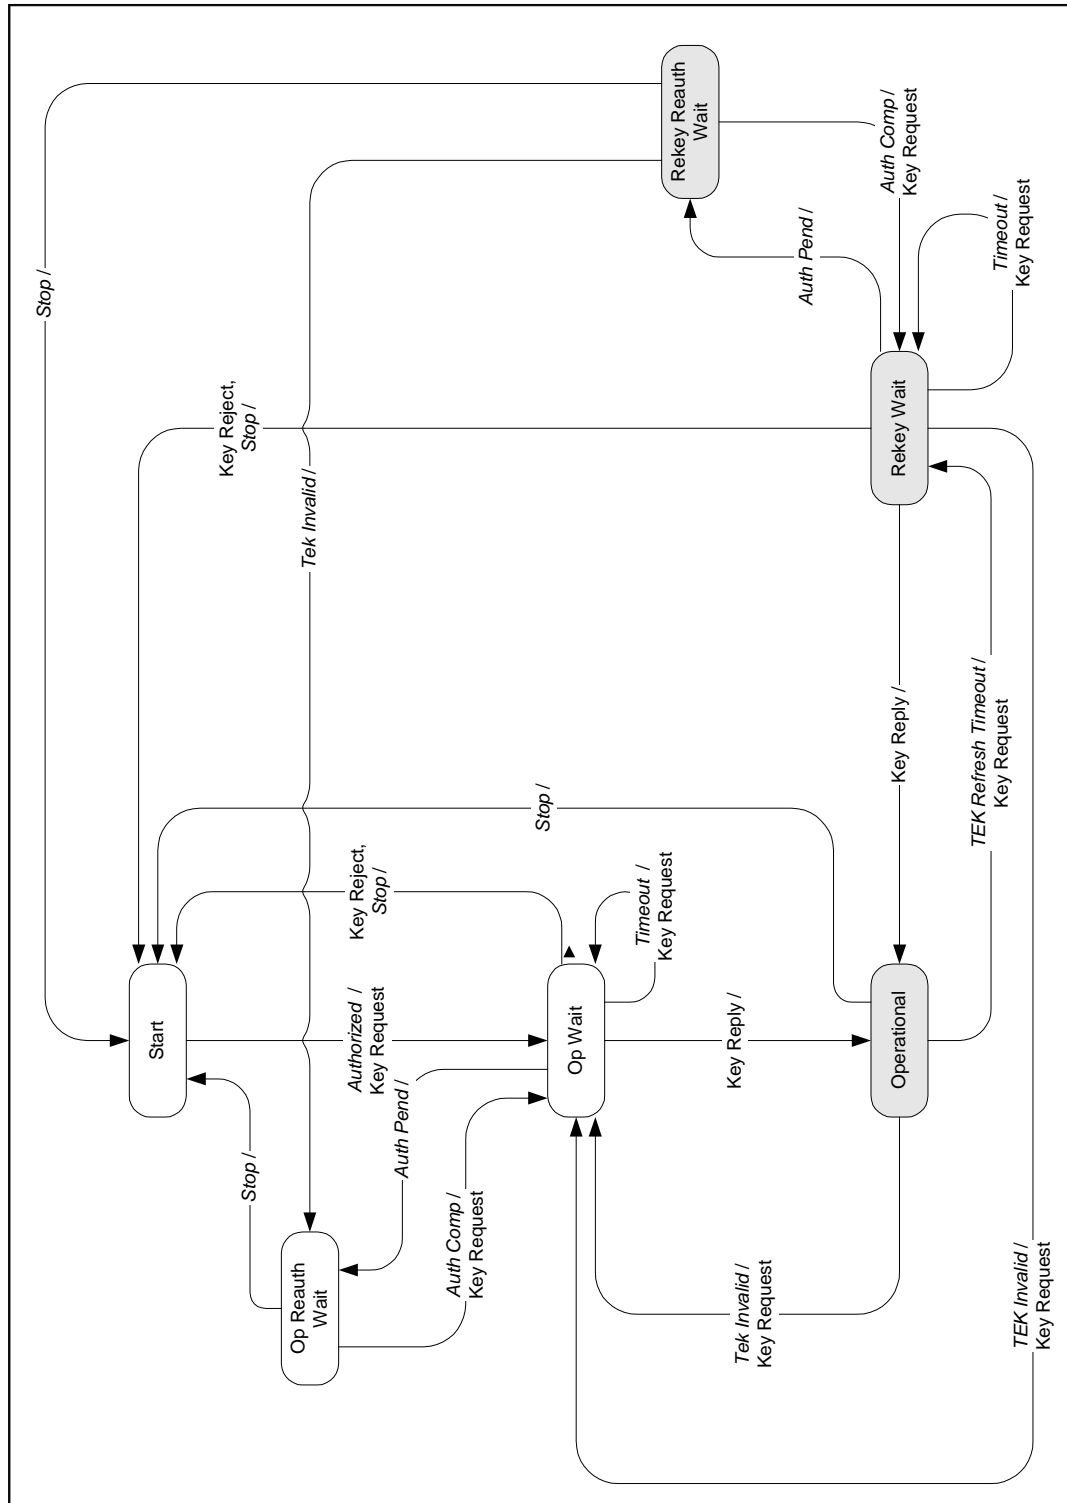 Stop /
Start
Key Reject,
Stop /
Stop /
Op Reauth
Wait
Tek Invalid /
Authorized /
Key Request
Key Reject,
Stop /
Auth Pend /
Auth Comp /
Key Request
Stop /
Op Wait
Timeout /
Key Request
Rekey Reauth
Wait
Key Reply /
Tek Invalid /
Key Request
Auth Pend /
Auth Comp /
Key Request
Operational
Key Reply /
Rekey Wait
TEK Refresh Timeout /
Key Request
Timeout /
Key Request
TEK Invalid /
Key Request